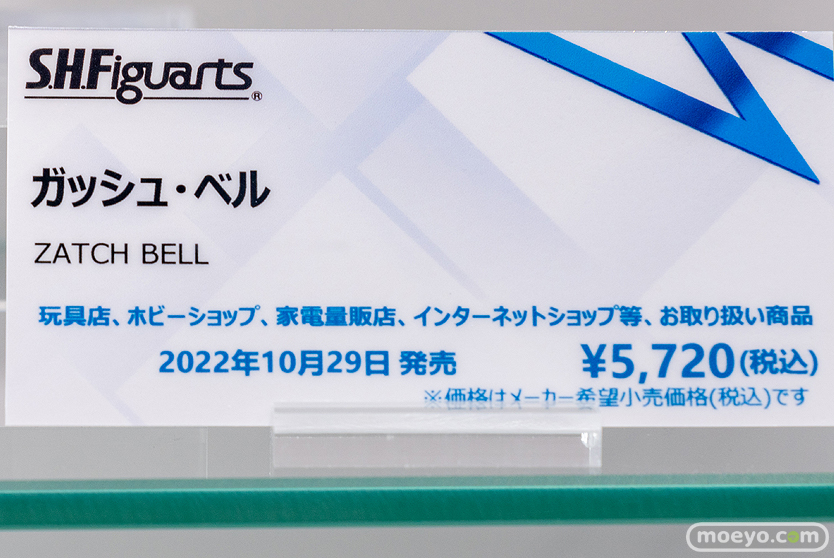 S.H.Figuarts®
ガッシュ・ベル
ZATCH BELL
玩具店、ホビーショップ、家電量販店、インターネットショップ等、お取り扱い商品
2022年10月29日 発売 ¥5,720(税込)
※価格はメーカー希望小売価格(税込)です
moeyo.com